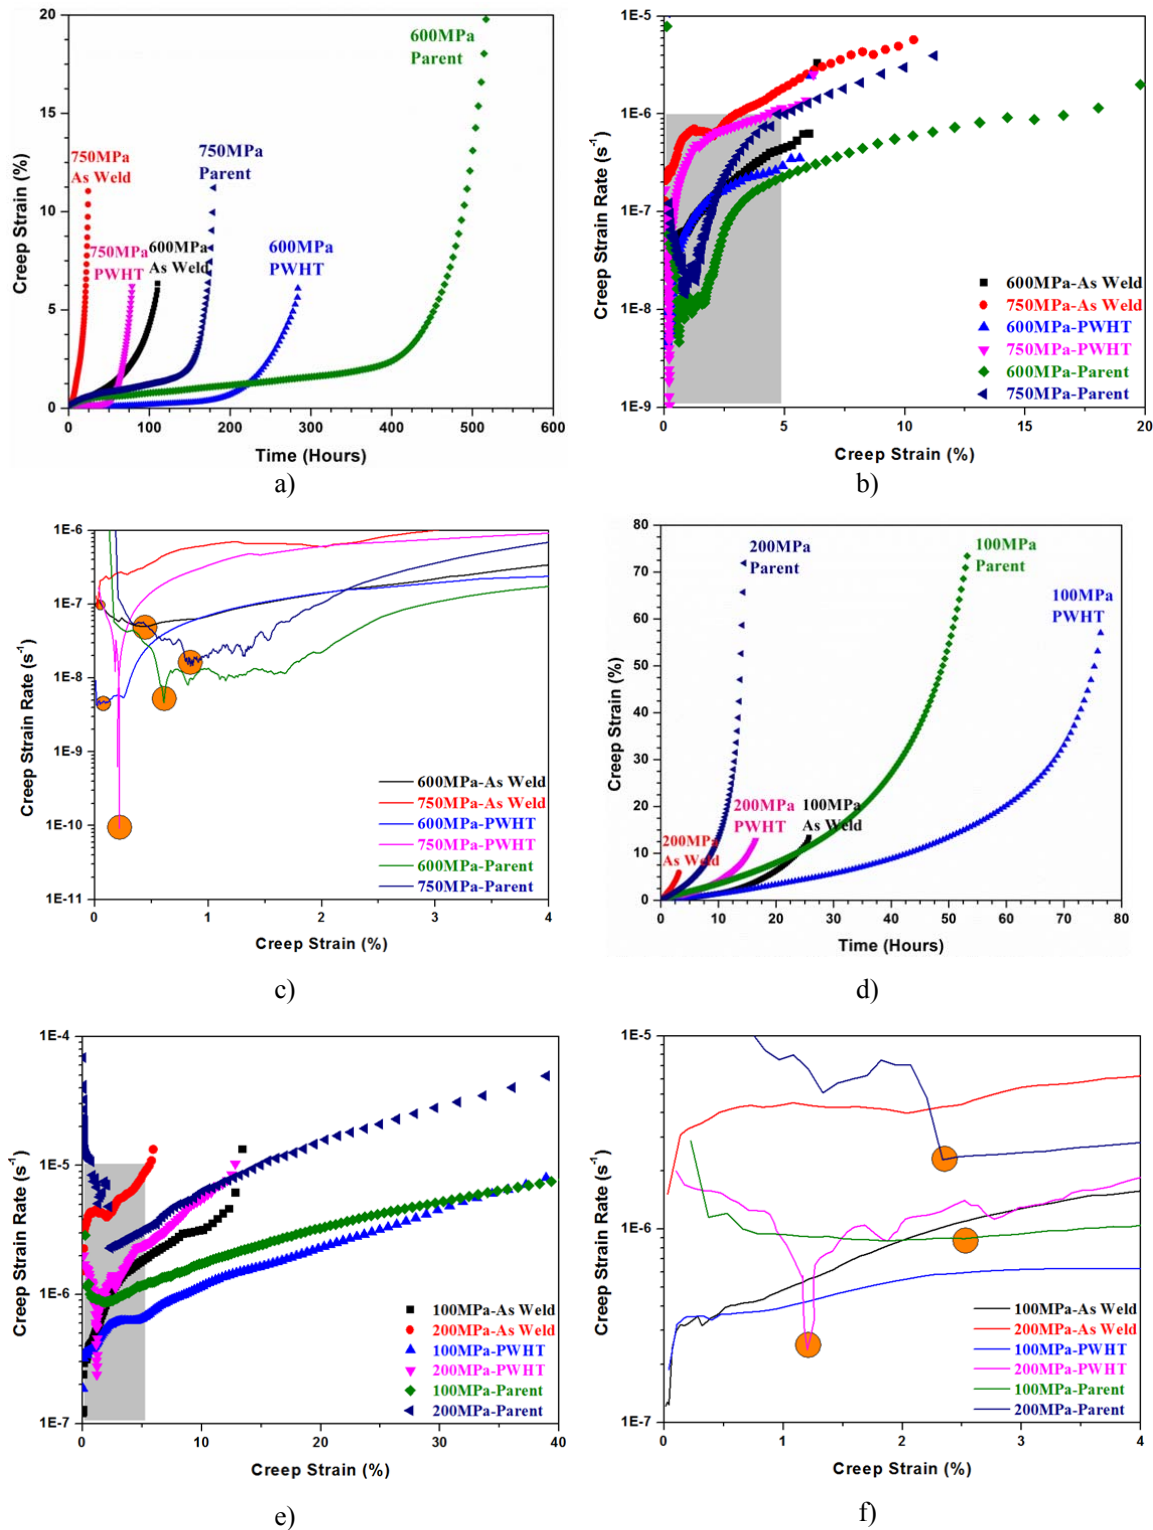 20
15
10
5
0
0
100
200
300
400
500
600
Creep Strain (%)
Time (Hours)
600MPa
Parent
750MPa
As Weld
750MPa
Parent
750MPa
PWHT
600MPa
As Weld
600MPa
PWHT
a)
1E-5
1E-6
1E-7
1E-8
1E-9
0
5
10
15
20
Creep Strain Rate (s-1)
Creep Strain (%)
600MPa-As Weld
750MPa-As Weld
600MPa-PWHT
750MPa-PWHT
600MPa-Parent
750MPa-Parent
b)
1E-6
1E-7
1E-8
1E-9
1E-10
1E-11
0
1
2
3
4
Creep Strain Rate (s-1)
Creep Strain (%)
600MPa-As Weld
750MPa-As Weld
600MPa-PWHT
750MPa-PWHT
600MPa-Parent
750MPa-Parent
c)
80
70
60
50
40
30
20
10
0
0
10
20
30
40
50
60
70
80
Creep Strain (%)
Time (Hours)
200MPa
Parent
100MPa
Parent
100MPa
PWHT
200MPa
PWHT
100MPa
As Weld
200MPa
As Weld
d)
1E-4
1E-5
1E-6
1E-7
0
10
20
30
40
Creep Strain Rate (s-1)
Creep Strain (%)
100MPa-As Weld
200MPa-As Weld
100MPa-PWHT
200MPa-PWHT
100MPa-Parent
200MPa-Parent
e)
1E-5
1E-6
1E-7
0
1
2
3
4
Creep Strain Rate (s-1)
Creep Strain (%)
100MPa-As Weld
200MPa-As Weld
100MPa-PWHT
200MPa-PWHT
100MPa-Parent
200MPa-Parent
f)